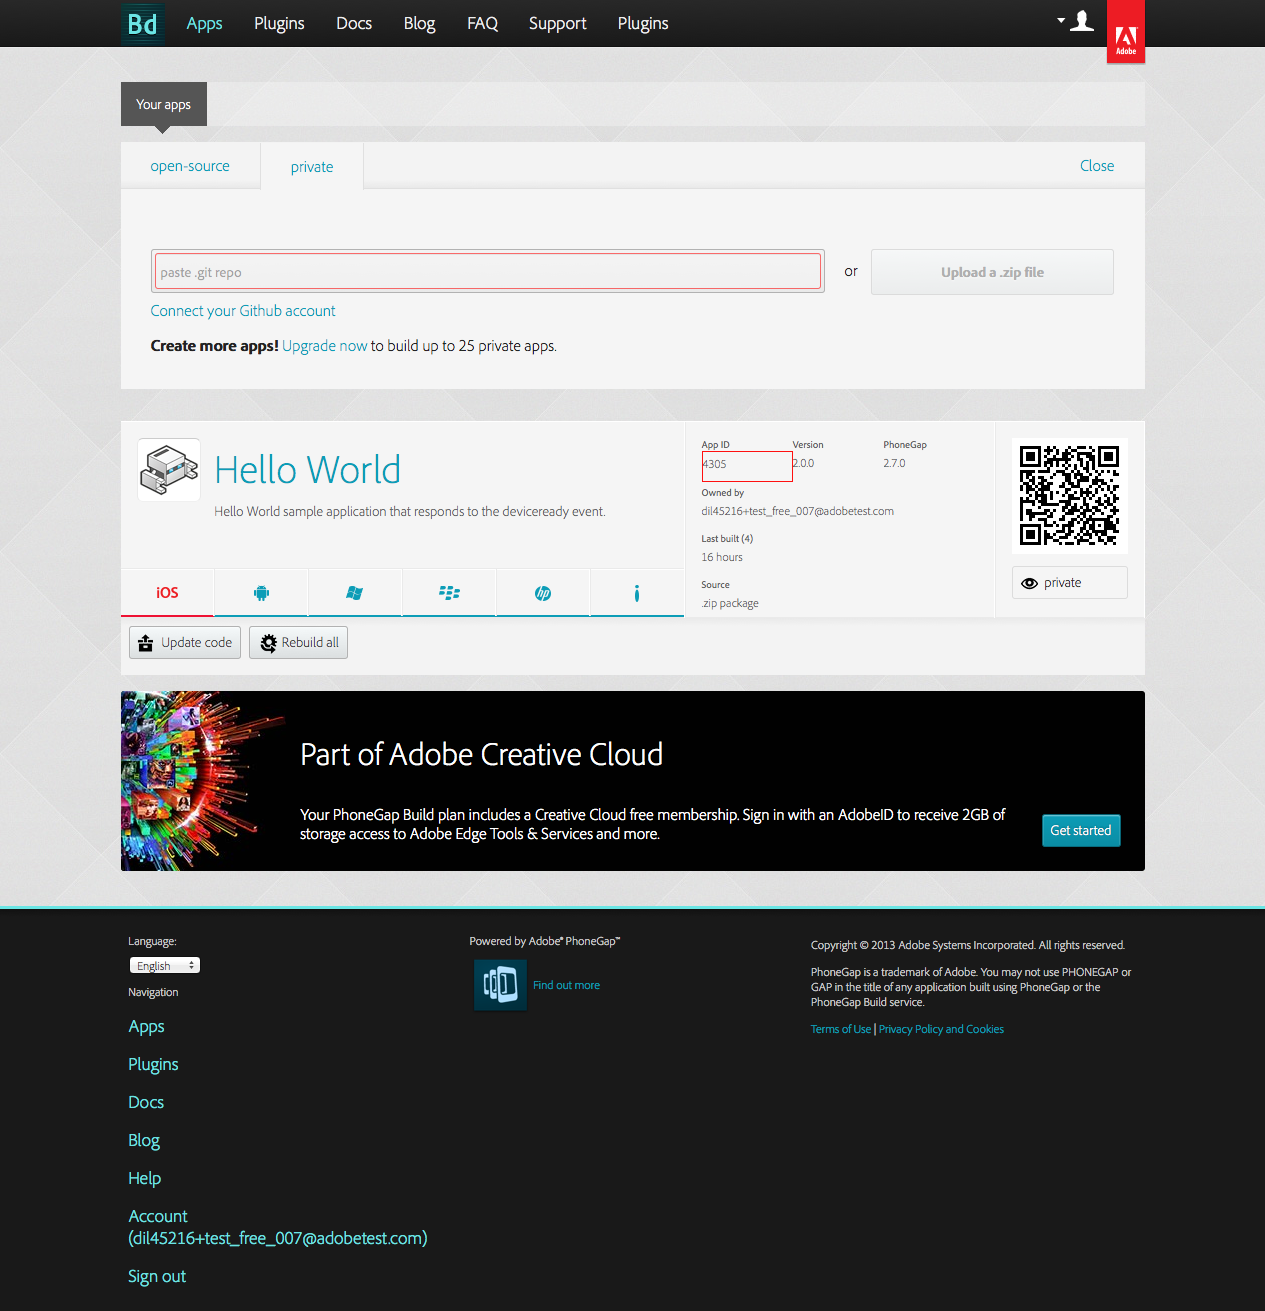 Bd Apps Plugins Docs Blog FAQ Support Plugins
Adobe
Your apps
open-source private Close
paste .git repo or Upload a .zip file
Connect your Github account
Create more apps! Upgrade now to build up to 25 private apps.
Hello World
Hello World sample application that responds to the deviceready event.
App ID Version PhoneGap
4305 2.0.0 2.7.0
Owned by
dil45216+test_free_007@adobetest.com
Last built (4)
16 hours
Source
.zip package
private
iOS hp
Update code Rebuild all
Part of Adobe Creative Cloud
Your PhoneGap Build plan includes a Creative Cloud free membership. Sign in with an AdobeID to receive 2GB of
storage access to Adobe Edge Tools & Services and more.
Get started
Language:
English
Navigation
Apps
Plugins
Docs
Blog
Help
Account
(dil45216+test_free_007@adobetest.com)
Sign out
Powered by Adobe® PhoneGap™
Find out more
Copyright © 2013 Adobe Systems Incorporated. All rights reserved.
PhoneGap is a trademark of Adobe. You may not use PHONEGAP or
GAP in the title of any application built using PhoneGap or the
PhoneGap Build service.
Terms of Use | Privacy Policy and Cookies